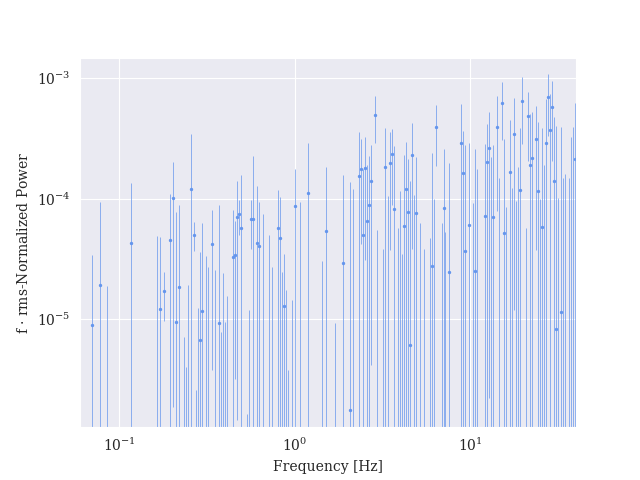 10⁻³
10⁻⁴
10⁻⁵
f · rms-Normalized Power
10⁻¹ 10⁰ 10¹
Frequency [Hz]